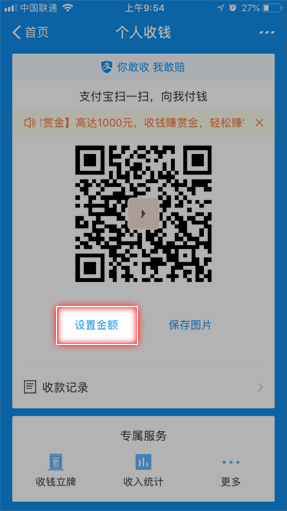 中国联通 上午9:54 27%
首页 个人收钱
你敢收 我敢赔
支付宝扫一扫，向我付钱
赏金】高达1000元，收钱赚赏金，轻松赚
设置金额 保存图片
收款记录
专属服务
收钱立牌 收入统计 更多